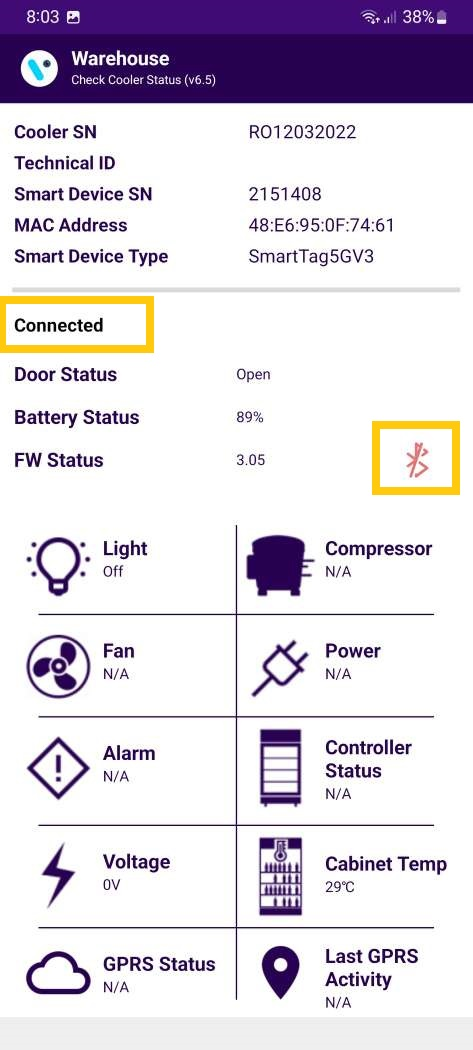 8:03 38%
Warehouse
Check Cooler Status (v6.5)
Cooler SN RO12032022
Technical ID
Smart Device SN 2151408
MAC Address 48:E6:95:0F:74:61
Smart Device Type SmartTag5GV3
Connected
Door Status Open
Battery Status 89%
FW Status 3.05
Light Compressor
Off N/A
Fan Power
N/A N/A
Alarm Controller
N/A Status
N/A
Voltage Cabinet Temp
0V 29℃
GPRS Status Last GPRS
N/A Activity
N/A